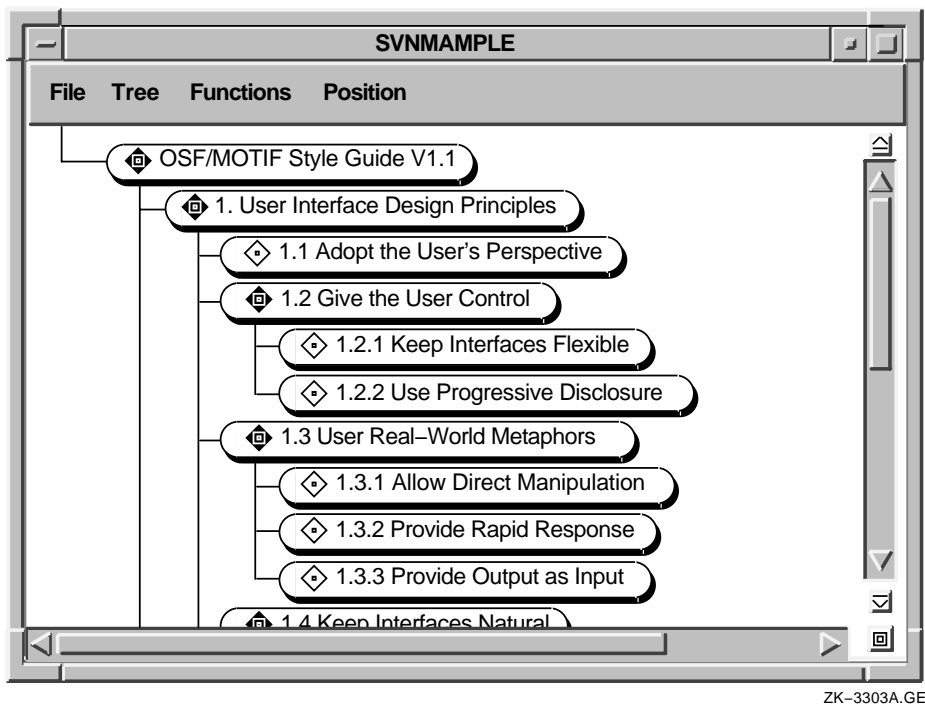 SVNMAMPLE
File Tree Functions Position
OSF/MOTIF Style Guide V1.1
1. User Interface Design Principles
1.1 Adopt the User's Perspective
1.2 Give the User Control
1.2.1 Keep Interfaces Flexible
1.2.2 Use Progressive Disclosure
1.3 User Real–World Metaphors
1.3.1 Allow Direct Manipulation
1.3.2 Provide Rapid Response
1.3.3 Provide Output as Input
1.4 Keep Interfaces Natural
ZK–3303A.GE